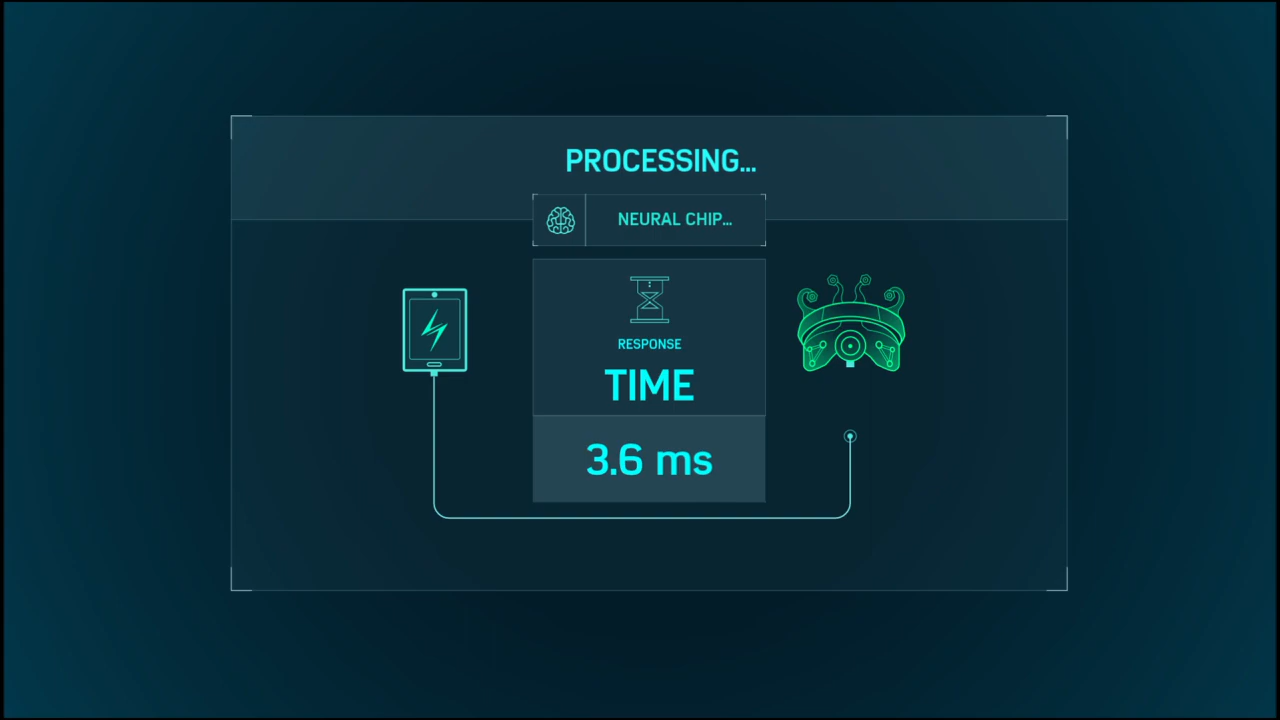 PROCESSING...
NEURAL CHIP...
RESPONSE
TIME
3.6 ms